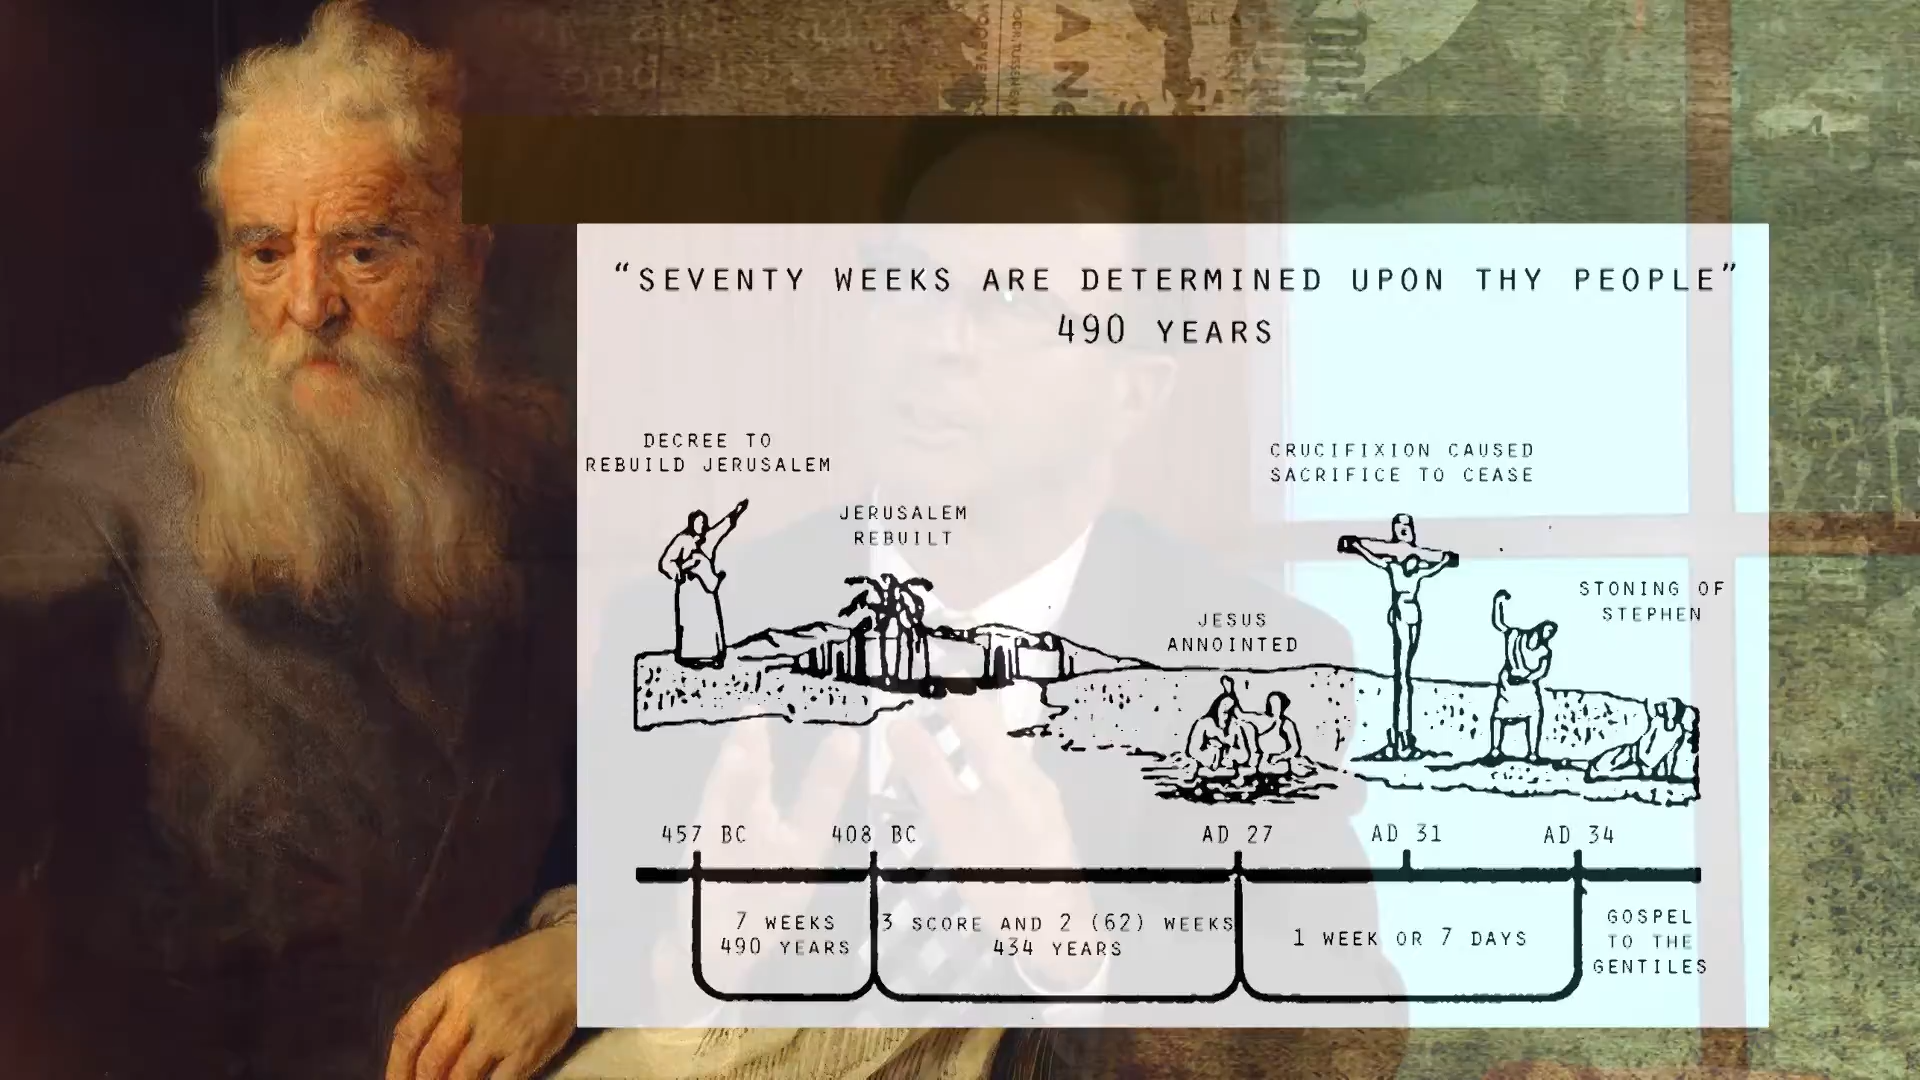 “SEVENTY WEEKS ARE DETERMINED UPON THY PEOPLE”
490 YEARS
DECREE TO
REBUILD JERUSALEM
JERUSALEM
REBUILT
JESUS
ANNOINTED
CRUCIFIXION CAUSED
SACRIFICE TO CEASE
STONING OF
STEPHEN
457 BC
408 BC
AD 27
AD 31
AD 34
7 WEEKS
490 YEARS
3 SCORE AND 2 (62) WEEKS
434 YEARS
1 WEEK OR 7 DAYS
GOSPEL
TO THE
GENTILES